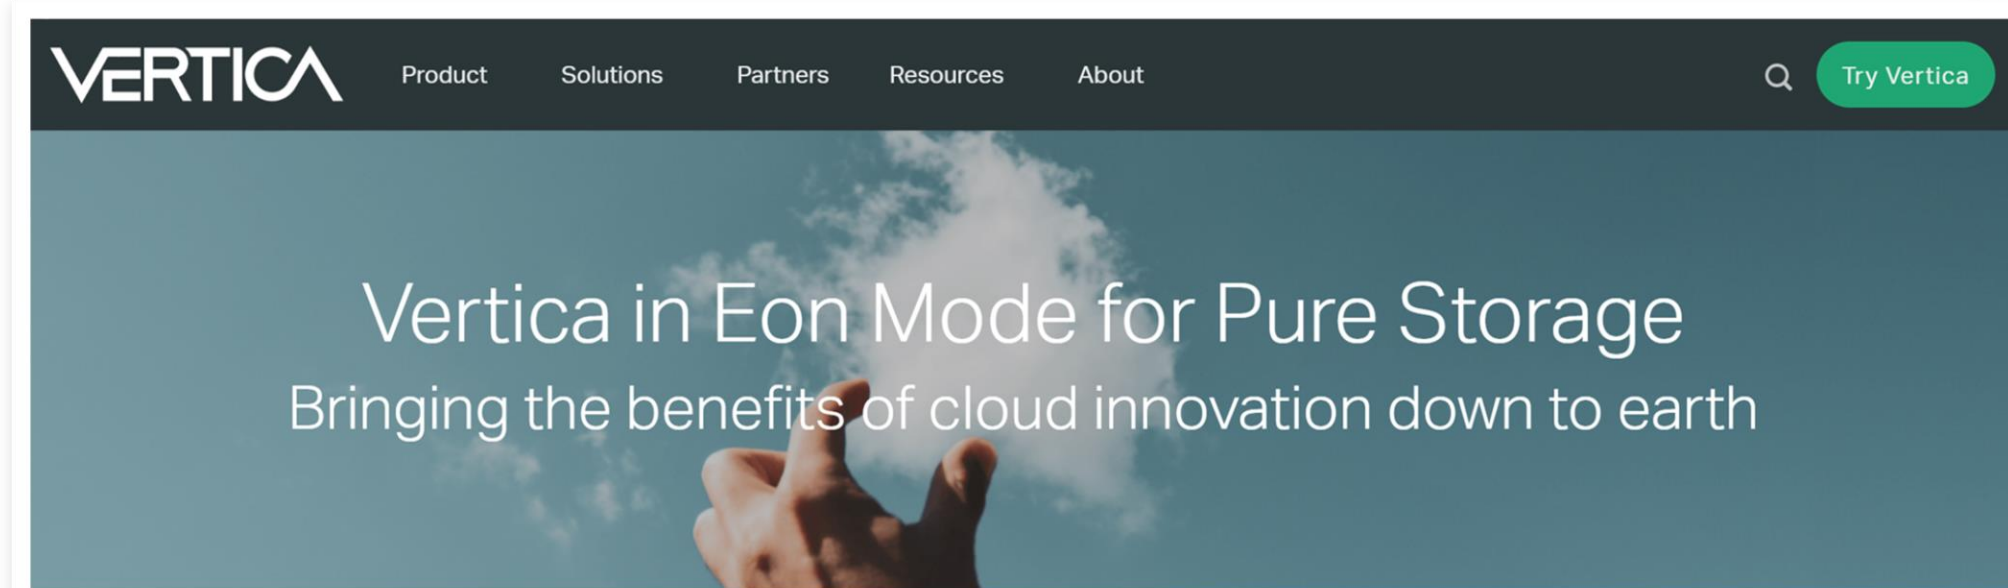 VERTICA
Product Solutions Partners Resources About
Try Vertica
Vertica in Eon Mode for Pure Storage
Bringing the benefits of cloud innovation down to earth